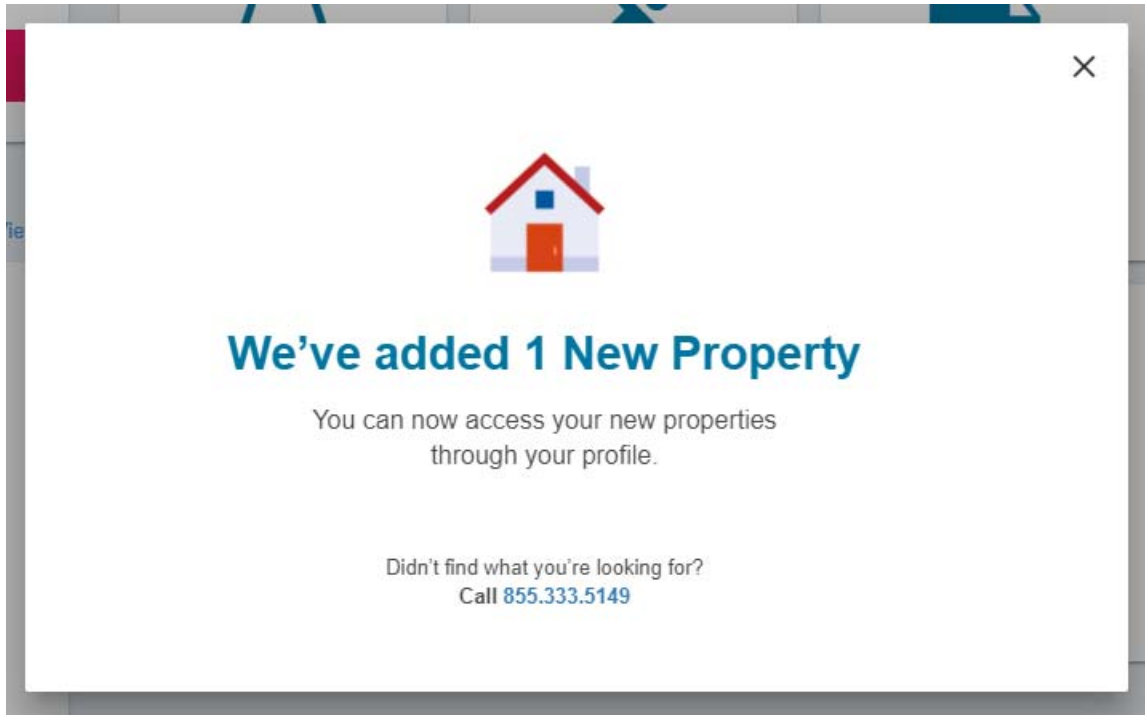 We've added 1 New Property
You can now access your new properties
through your profile.
Didn't find what you're looking for?
Call 855.333.5149